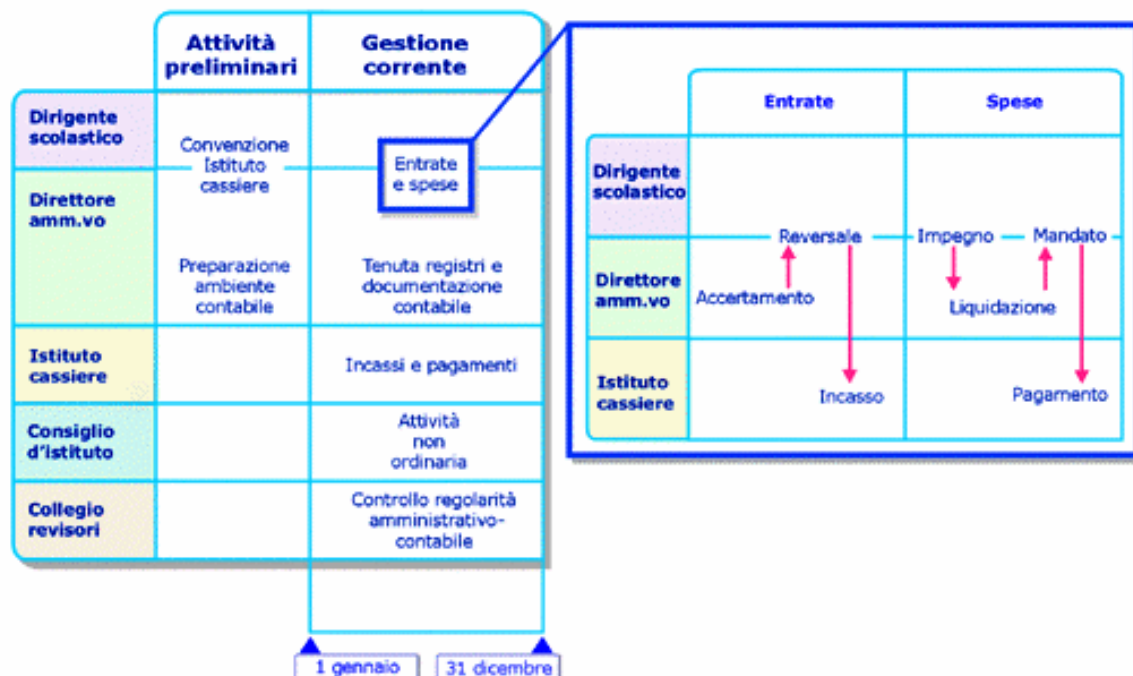 Attività
preliminari
Gestione
corrente
Dirigente
scolastico
Convenzione
Istituto
cassiere
Entrate
e spese
Direttore
amm.vo
Preparazione
ambiente
contabile
Tenuta registri e
documentazione
contabile
Istituto
cassiere
Incassi e pagamenti
Consiglio
d'istituto
Attività
non
ordinaria
Collegio
revisori
Controllo regolarità
amministrativo-
contabile
1 gennaio
31 dicembre
Entrate
Spese
Dirigente
scolastico
Reversale
Impegno
Mandato
Direttore
amm.vo
Accertamento
Liquidazione
Istituto
cassiere
Incasso
Pagamento